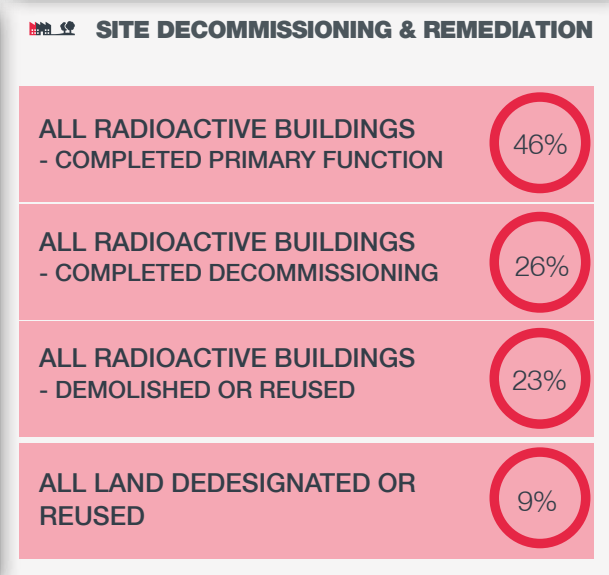 SITE DECOMMISSIONING & REMEDIATION
ALL RADIOACTIVE BUILDINGS
- COMPLETED PRIMARY FUNCTION
46%
ALL RADIOACTIVE BUILDINGS
- COMPLETED DECOMMISSIONING
26%
ALL RADIOACTIVE BUILDINGS
- DEMOLISHED OR REUSED
23%
ALL LAND DEDESIGNATED OR
REUSED
9%